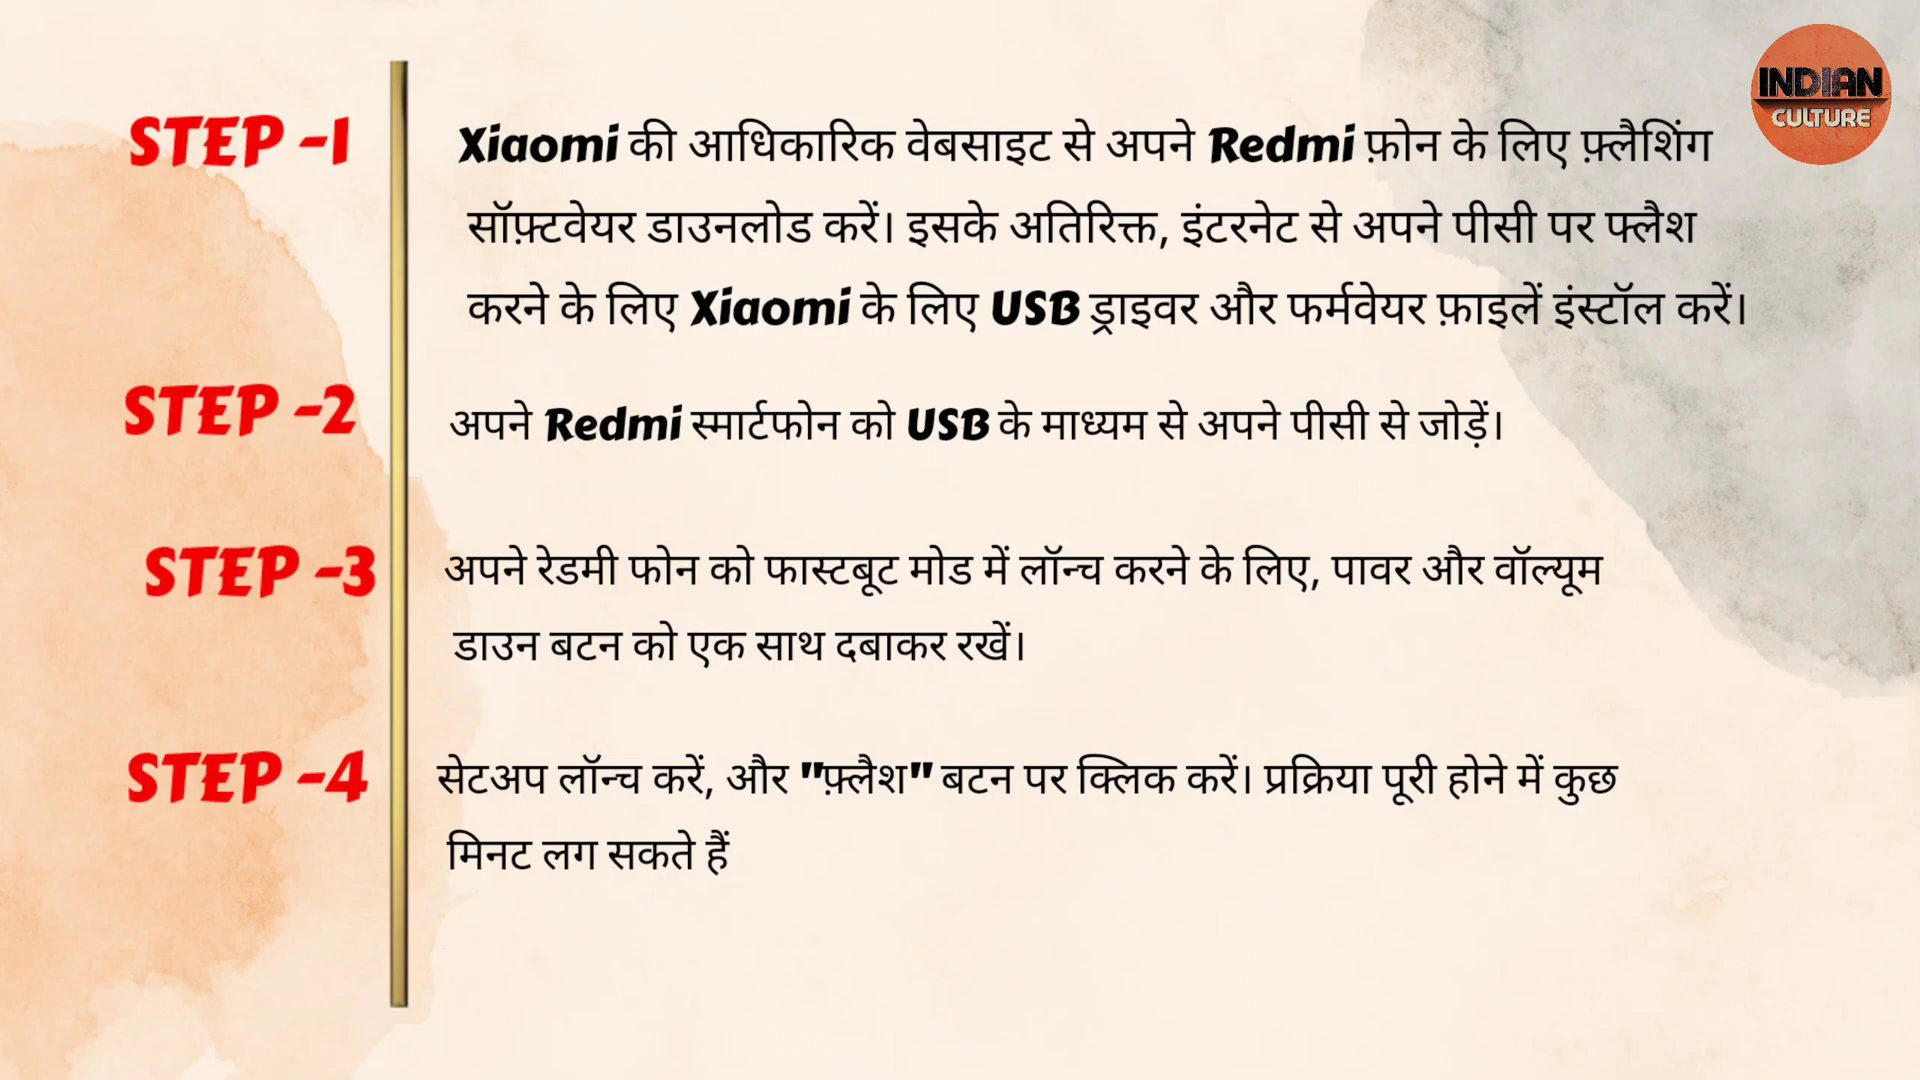 INDIAN
CULTURE
STEP -1
Xiaomi की आधिकारिक वेबसाइट से अपने Redmi फ़ोन के लिए फ़्लैशिंग
सॉफ़्टवेयर डाउनलोड करें। इसके अतिरिक्त, इंटरनेट से अपने पीसी पर फ्लैश
करने के लिए Xiaomi के लिए USB ड्राइवर और फर्मवेयर फ़ाइलें इंस्टॉल करें।
STEP -2
अपने Redmi स्मार्टफोन को USB के माध्यम से अपने पीसी से जोड़ें।
STEP -3
अपने रेडमी फोन को फास्टबूट मोड में लॉन्च करने के लिए, पावर और वॉल्यूम
डाउन बटन को एक साथ दबाकर रखें।
STEP -4
सेटअप लॉन्च करें, और "फ़्लैश" बटन पर क्लिक करें। प्रक्रिया पूरी होने में कुछ
मिनट लग सकते हैं